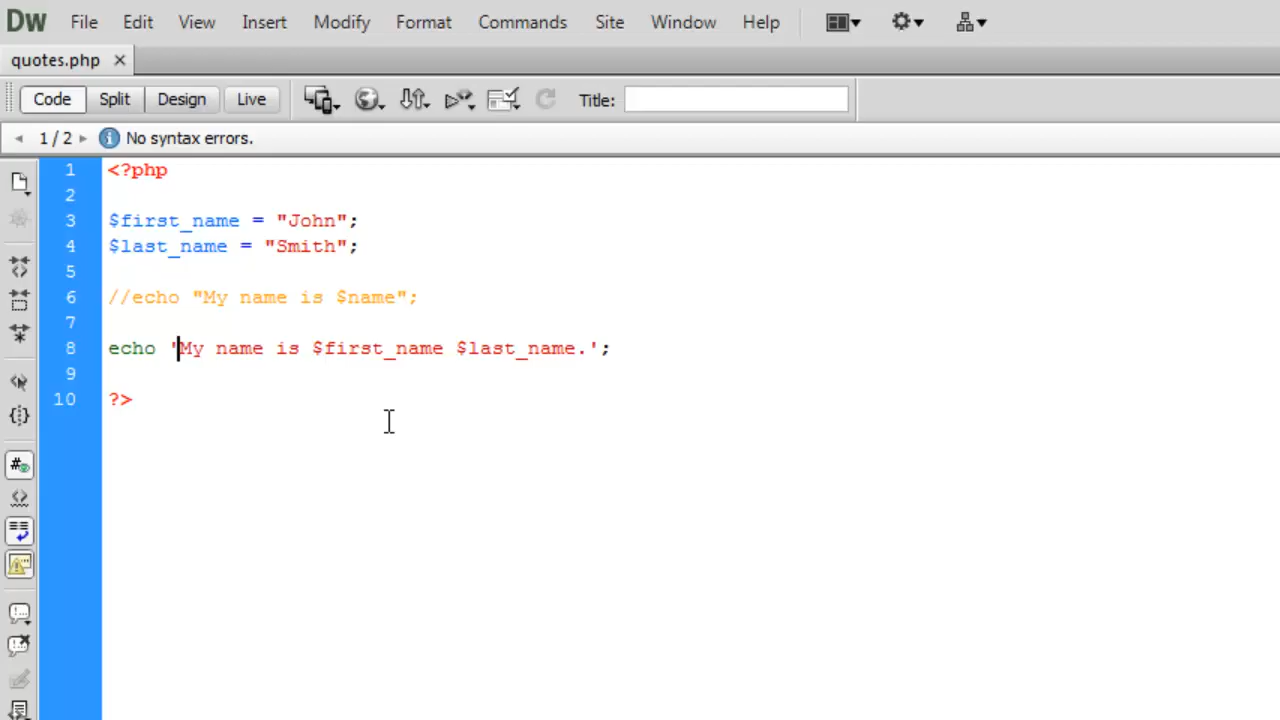 Dw File Edit View Insert Modify Format Commands Site Window Help
quotes.php ×
Code Split Design Live Title:
1 / 2 No syntax errors.
1 <?php
2
3 $first_name = "John";
4 $last_name = "Smith";
5
6 //echo "My name is $name";
7
8 echo 'My name is $first_name $last_name.';
9
10 ?>